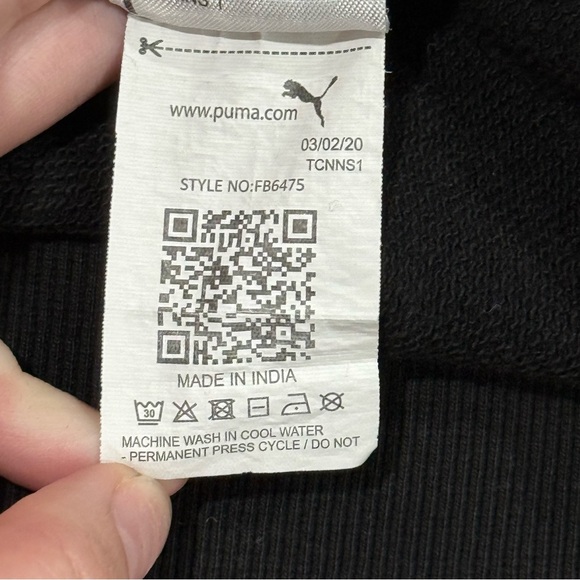 www.puma.com
03/02/20
TCNNS1
STYLE NO:FB6475
MADE IN INDIA
30
MACHINE WASH IN COOL WATER
- PERMANENT PRESS CYCLE / DO NOT